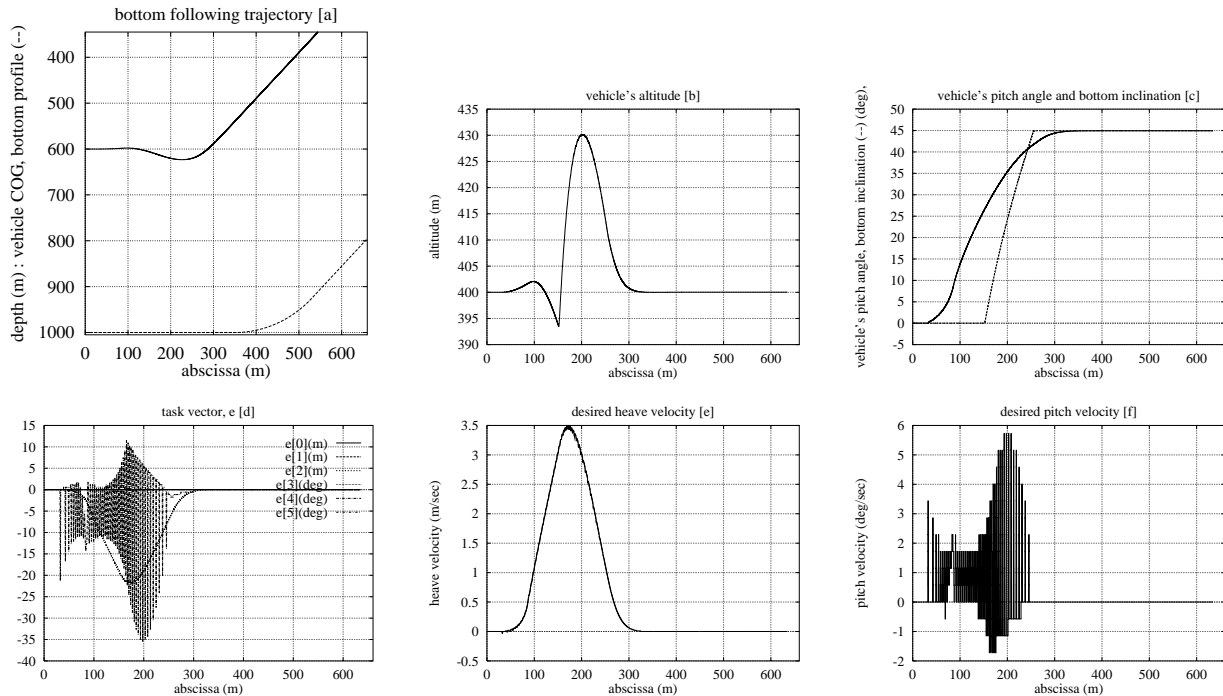 bottom following trajectory [a]
depth (m) : vehicle COG, bottom profile (--)
400
500
600
700
800
900
1000
0 100 200 300 400 500 600
abscissa (m)
vehicle's altitude [b]
altitude (m)
435
430
425
420
415
410
405
400
395
390
0 100 200 300 400 500 600
abscissa (m)
vehicle's pitch angle and bottom inclination [c]
vehicle's pitch angle, bottom inclination (--) (deg),
50
45
40
35
30
25
20
15
10
5
0
-5
0 100 200 300 400 500 600
abscissa (m)
task vector, e [d]
15
10
5
0
-5
-10
-15
-20
-25
-30
-35
-40
e[0](m)
e[1](m)
e[2](m)
e[3](deg)
e[4](deg)
e[5](deg)
0 100 200 300 400 500 600
abscissa (m)
desired heave velocity [e]
heave velocity (m/sec)
3.5
3
2.5
2
1.5
1
0.5
0
-0.5
0 100 200 300 400 500 600
abscissa (m)
desired pitch velocity [f]
pitch velocity (deg/sec)
6
5
4
3
2
1
0
-1
-2
0 100 200 300 400 500 600
abscissa (m)